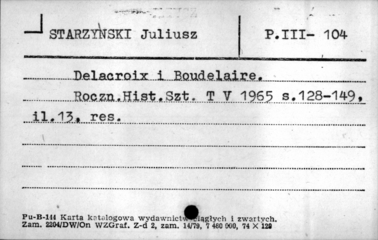 STARZYŃSKI Juliusz P.III- 104
Delacroix i Boudelaire.
Roczn.Hist.Szt. T V 1965 s.128-149,
il.13, res.
Pu-B-144 Karta katalogowa wydawnictw ciągłych i zwartych.
Zam. 2204/DW/On WZGraf. Z-d 2, zam. 14/79, 7 460 000, 74 X 128